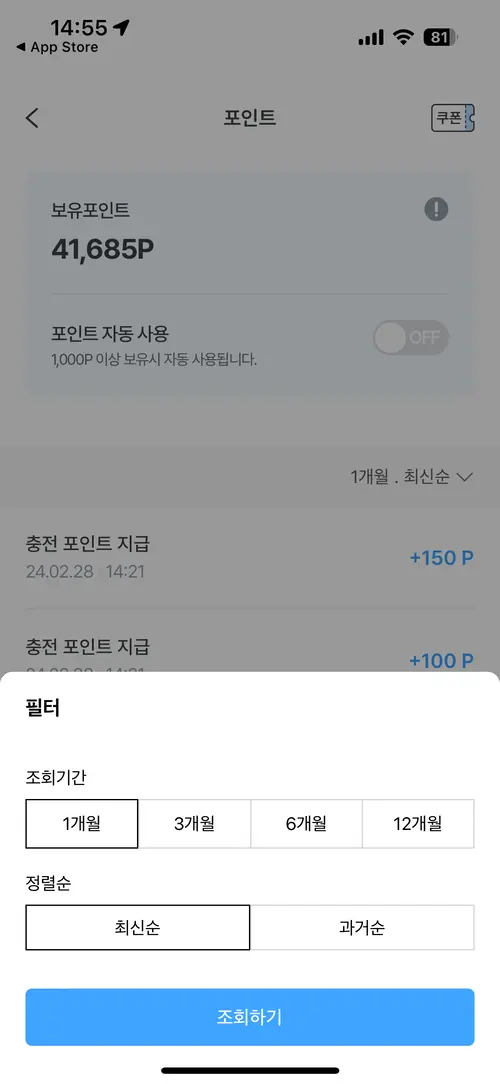 14:55
81
◀ App Store
포인트
쿠폰
보유포인트
41,685P
포인트 자동 사용
OFF
1,000P 이상 보유시 자동 사용됩니다.
1개월 . 최신순
충전 포인트 지급
+150 P
24.02.28 14:21
충전 포인트 지급
+100 P
필터
조회기간
1개월 3개월 6개월 12개월
정렬순
최신순 과거순
조회하기